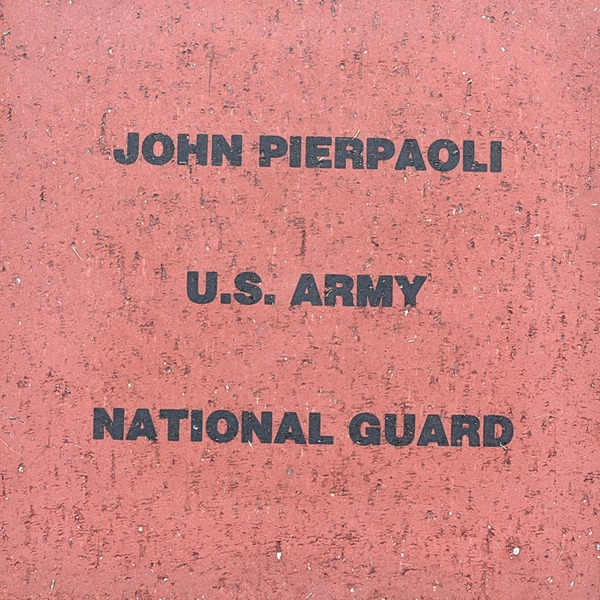 JOHN PIERPAOLI
U.S. ARMY
NATIONAL GUARD